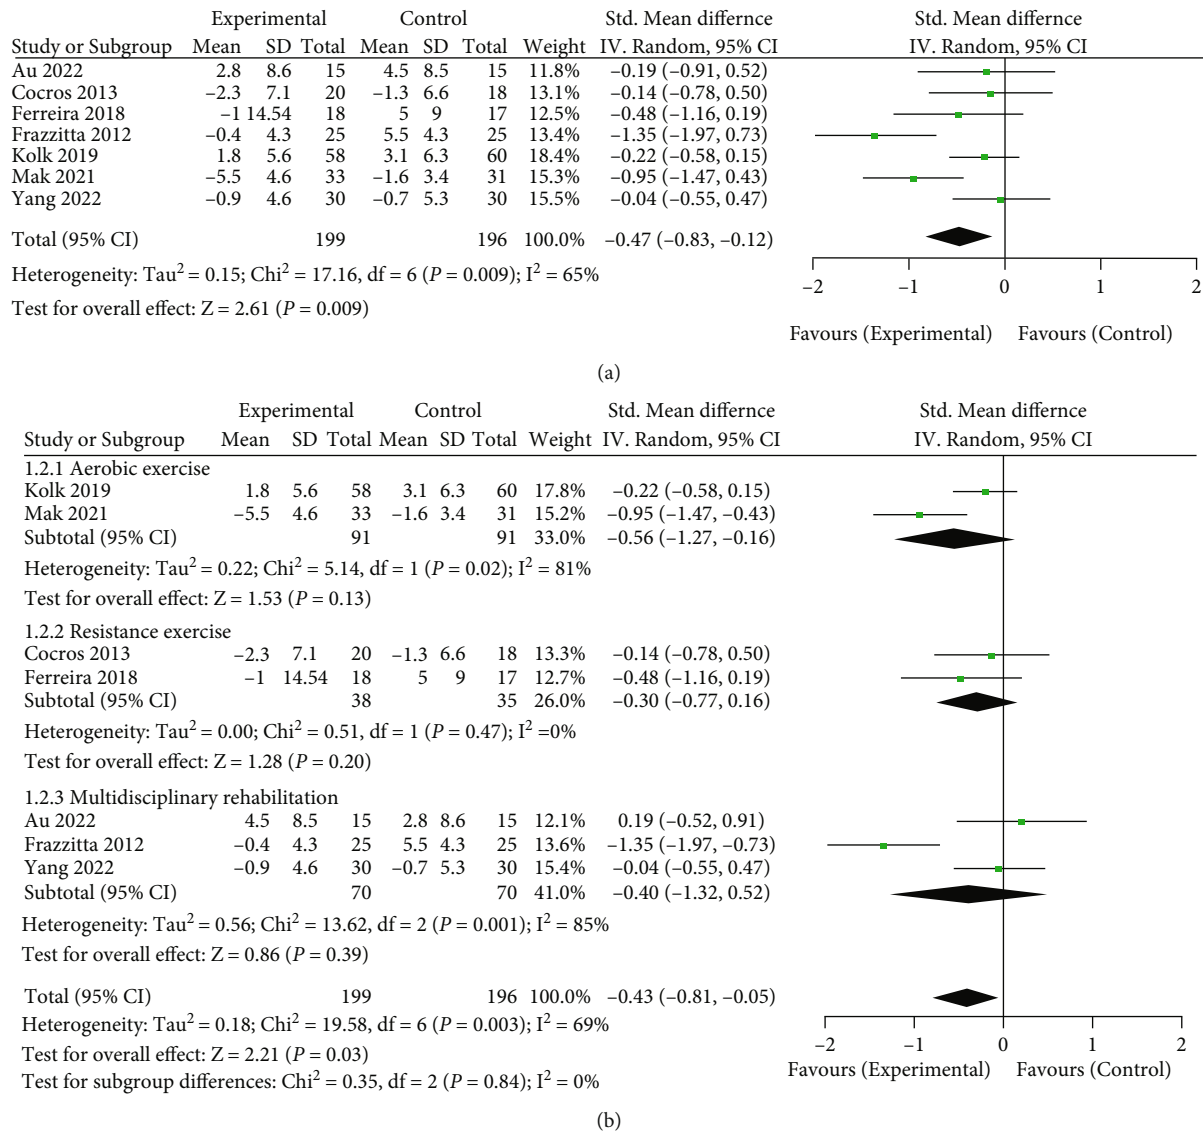 Experimental Control Std. Mean differnce Std. Mean differnce
Study or Subgroup Mean SD Total Mean SD Total Weight IV. Random, 95% CI IV. Random, 95% CI
Au 2022 2.8 8.6 15 4.5 8.5 15 11.8% –0.19 (–0.91, 0.52)
Cocros 2013 –2.3 7.1 20 –1.3 6.6 18 13.1% –0.14 (–0.78, 0.50)
Ferreira 2018 –1 14.54 18 5 9 17 12.5% –0.48 (–1.16, 0.19)
Frazzitta 2012 –0.4 4.3 25 5.5 4.3 25 13.4% –1.35 (–1.97, 0.73)
Kolk 2019 1.8 5.6 58 3.1 6.3 60 18.4% –0.22 (–0.58, 0.15)
Mak 2021 –5.5 4.6 33 –1.6 3.4 31 15.3% –0.95 (–1.47, 0.43)
Yang 2022 –0.9 4.6 30 –0.7 5.3 30 15.5% –0.04 (–0.55, 0.47)
Total (95% CI) 199 196 100.0% –0.47 (–0.83, –0.12)
Heterogeneity: Tau² = 0.15; Chi² = 17.16, df = 6 (P = 0.009); I² = 65%
Test for overall effect: Z = 2.61 (P = 0.009)
–2 –1 0 1 2
Favours (Experimental) Favours (Control)
(a)
Experimental Control Std. Mean differnce Std. Mean differnce
Study or Subgroup Mean SD Total Mean SD Total Weight IV. Random, 95% CI IV. Random, 95% CI
1.2.1 Aerobic exercise
Kolk 2019 1.8 5.6 58 3.1 6.3 60 17.8% –0.22 (–0.58, 0.15)
Mak 2021 –5.5 4.6 33 –1.6 3.4 31 15.2% –0.95 (–1.47, –0.43)
Subtotal (95% CI) 91 91 33.0% –0.56 (–1.27, –0.16)
Heterogeneity: Tau² = 0.22; Chi² = 5.14, df = 1 (P = 0.02); I² = 81%
Test for overall effect: Z = 1.53 (P = 0.13)
1.2.2 Resistance exercise
Cocros 2013 –2.3 7.1 20 –1.3 6.6 18 13.3% –0.14 (–0.78, 0.50)
Ferreira 2018 –1 14.54 18 5 9 17 12.7% –0.48 (–1.16, 0.19)
Subtotal (95% CI) 38 35 26.0% –0.30 (–0.77, 0.16)
Heterogeneity: Tau² = 0.00; Chi² = 0.51, df = 1 (P = 0.47); I² =0%
Test for overall effect: Z = 1.28 (P = 0.20)
1.2.3 Multidisciplinary rehabilitation
Au 2022 4.5 8.5 15 2.8 8.6 15 12.1% 0.19 (–0.52, 0.91)
Frazzitta 2012 –0.4 4.3 25 5.5 4.3 25 13.6% –1.35 (–1.97, –0.73)
Yang 2022 –0.9 4.6 30 –0.7 5.3 30 15.4% –0.04 (–0.55, 0.47)
Subtotal (95% CI) 70 70 41.0% –0.40 (–1.32, 0.52)
Heterogeneity: Tau² = 0.56; Chi² = 13.62, df = 2 (P = 0.001); I² = 85%
Test for overall effect: Z = 0.86 (P = 0.39)
Total (95% CI) 199 196 100.0% –0.43 (–0.81, –0.05)
Heterogeneity: Tau² = 0.18; Chi² = 19.58, df = 6 (P = 0.003); I² = 69%
Test for overall effect: Z = 2.21 (P = 0.03)
Test for subgroup differences: Chi² = 0.35, df = 2 (P = 0.84); I² = 0%
–2 –1 0 1 2
Favours (Experimental) Favours (Control)
(b)